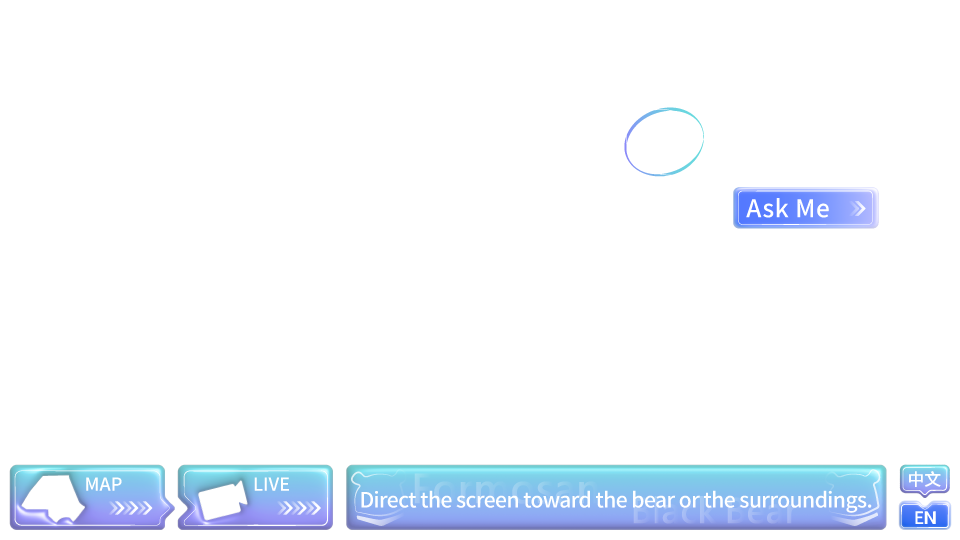 Ask Me
MAP
LIVE
Formosan
Direct the screen toward the bear or the surroundings.
Black Bear
中文
EN